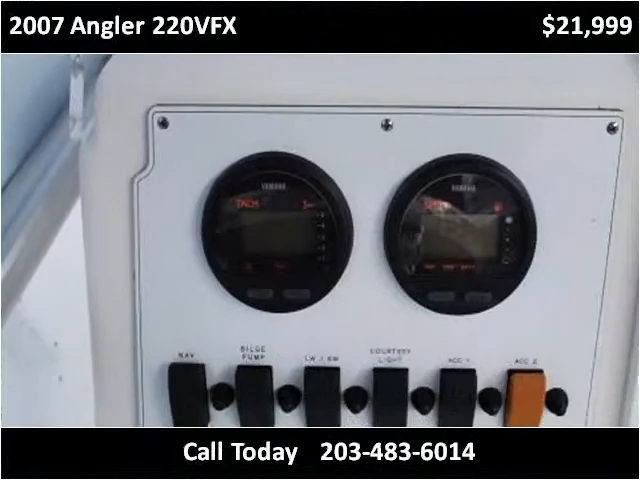 2007 Angler 220VFX $21,999
YAMAHA YAMAHA
TACH
NAV BILGE PUMP LW / BW COURTESY LIGHT ACC 1 ACC 2
Call Today 203-483-6014